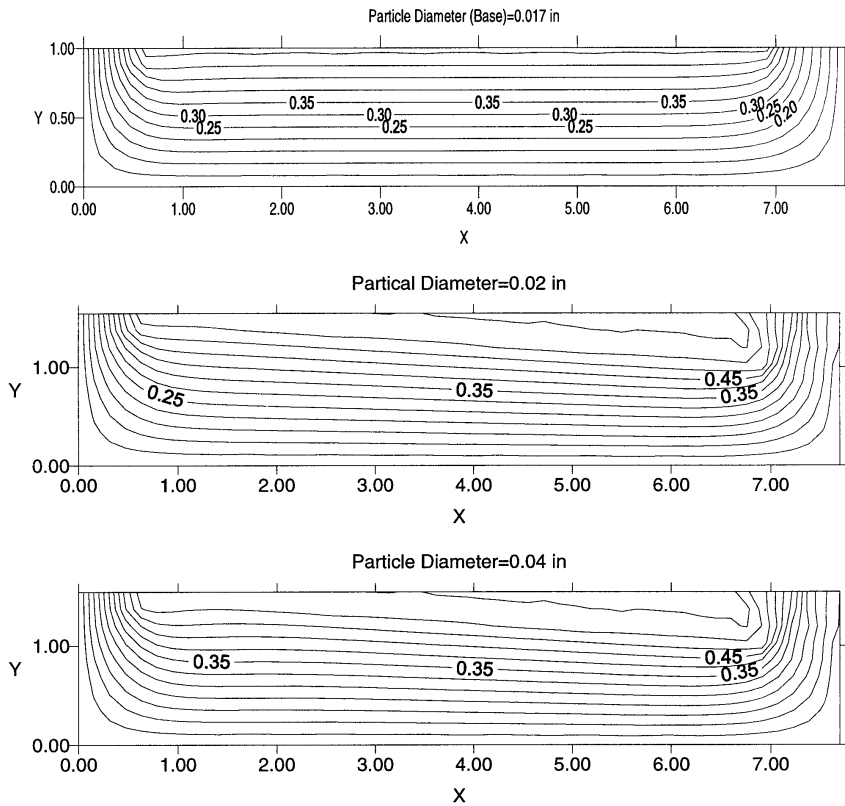 Particle Diameter (Base)=0.017 in
1.00
0.35 0.35 0.35 0.30
0.30 0.30 0.30 0.25 0.20
Y 0.50
0.25 0.25 0.25
0.00
0.00 1.00 2.00 3.00 4.00 5.00 6.00 7.00
X
Partical Diameter=0.02 in
1.00
0.45
Y 0.25 0.35 0.35
0.00
0.00 1.00 2.00 3.00 4.00 5.00 6.00 7.00
X
Particle Diameter=0.04 in
1.00
0.45
Y 0.35 0.35 0.35
0.00
0.00 1.00 2.00 3.00 4.00 5.00 6.00 7.00
X